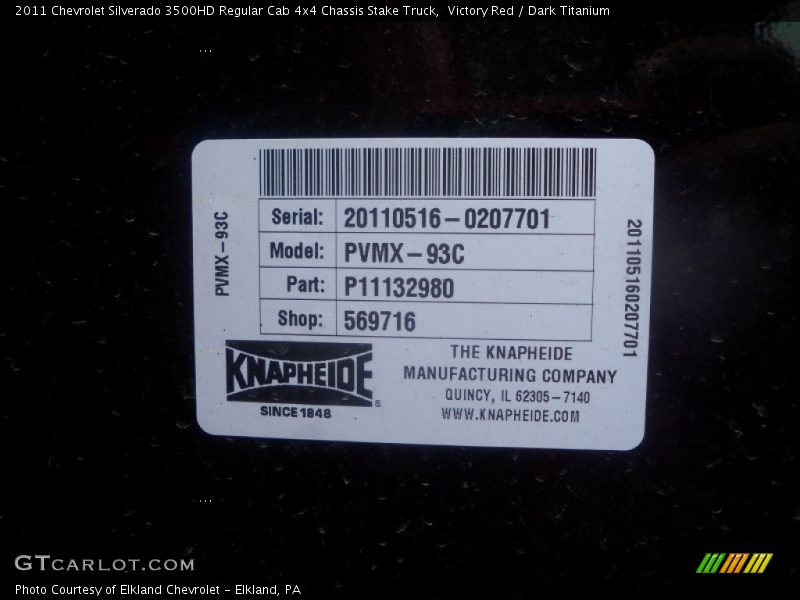 2011 Chevrolet Silverado 3500HD Regular Cab 4x4 Chassis Stake Truck,  Victory Red / Dark Titanium
PVMX-93C
Serial: 20110516-0207701
Model: PVMX-93C
Part: P11132980
Shop: 569716
201105160207701
KNAPHEIDE®
SINCE 1848
THE KNAPHEIDE
MANUFACTURING COMPANY
QUINCY, IL 62305-7140
WWW.KNAPHEIDE.COM
GTCARLOT.COM
Photo Courtesy of Elkland Chevrolet - Elkland, PA